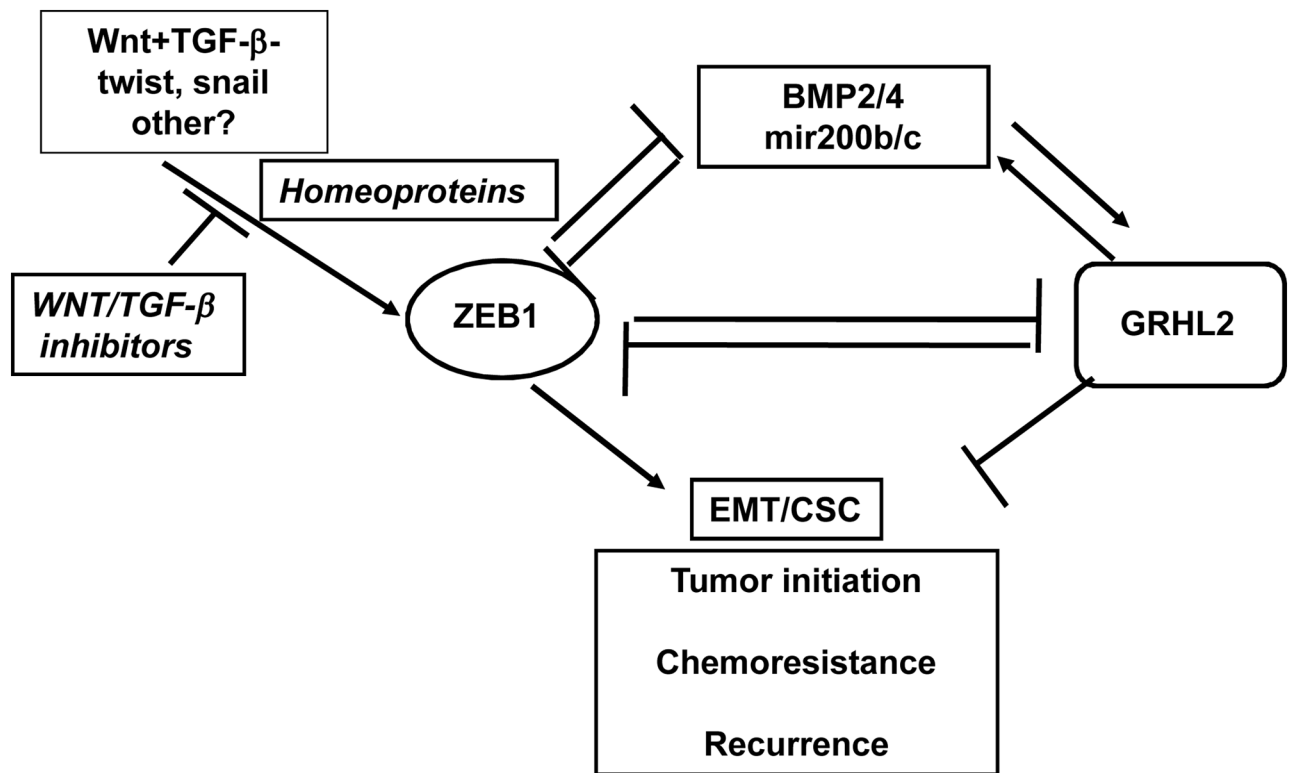 Wnt+TGF-β-
twist, snail
other?
BMP2/4
mir200b/c
Homeoproteins
WNT/TGF-β
inhibitors
ZEB1
GRHL2
EMT/CSC
Tumor initiation
Chemoresistance
Recurrence